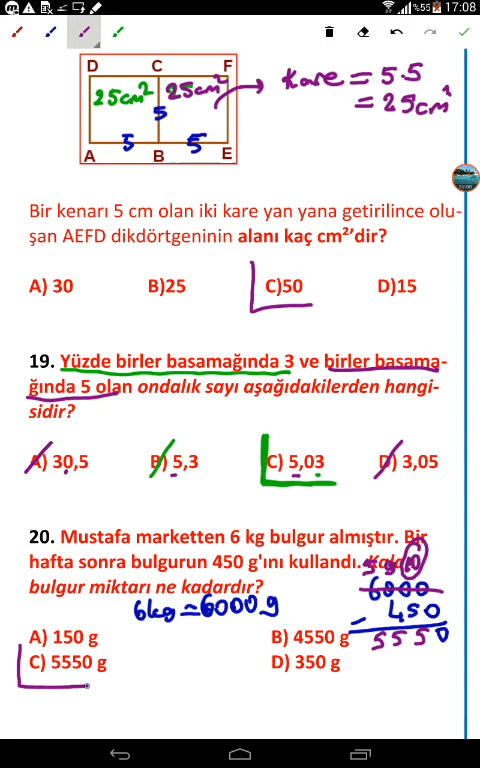 %55 17:08
D C F
25cm² 25cm² Kare = 5.5
5 = 25cm²
5 5
A B E
Bir kenarı 5 cm olan iki kare yan yana getirilince olu-
şan AEFD dikdörtgeninin alanı kaç cm²'dir?
A) 30 B)25 C)50 D)15
19. Yüzde birler basamağında 3 ve birler basama-
ğında 5 olan ondalık sayı aşağıdakilerden hangi-
sidir?
A) 30,5 B) 5,3 C) 5,03 D) 3,05
20. Mustafa marketten 6 kg bulgur almıştır. Bir
hafta sonra bulgurun 450 g'ını kullandı.
bulgur miktarı ne kadardır?
6kg = 6000 g
5 9 10
6000
- 450
5550
A) 150 g B) 4550 g
C) 5550 g D) 350 g